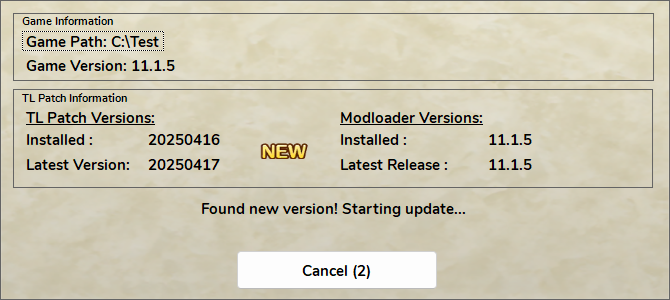 Game Information
Game Path: C:\Test
Game Version: 11.1.5
TL Patch Information
TL Patch Versions: Modloader Versions:
Installed : 20250416 Installed : 11.1.5
NEW
Latest Version: 20250417 Latest Release : 11.1.5
Found new version! Starting update...
Cancel (2)